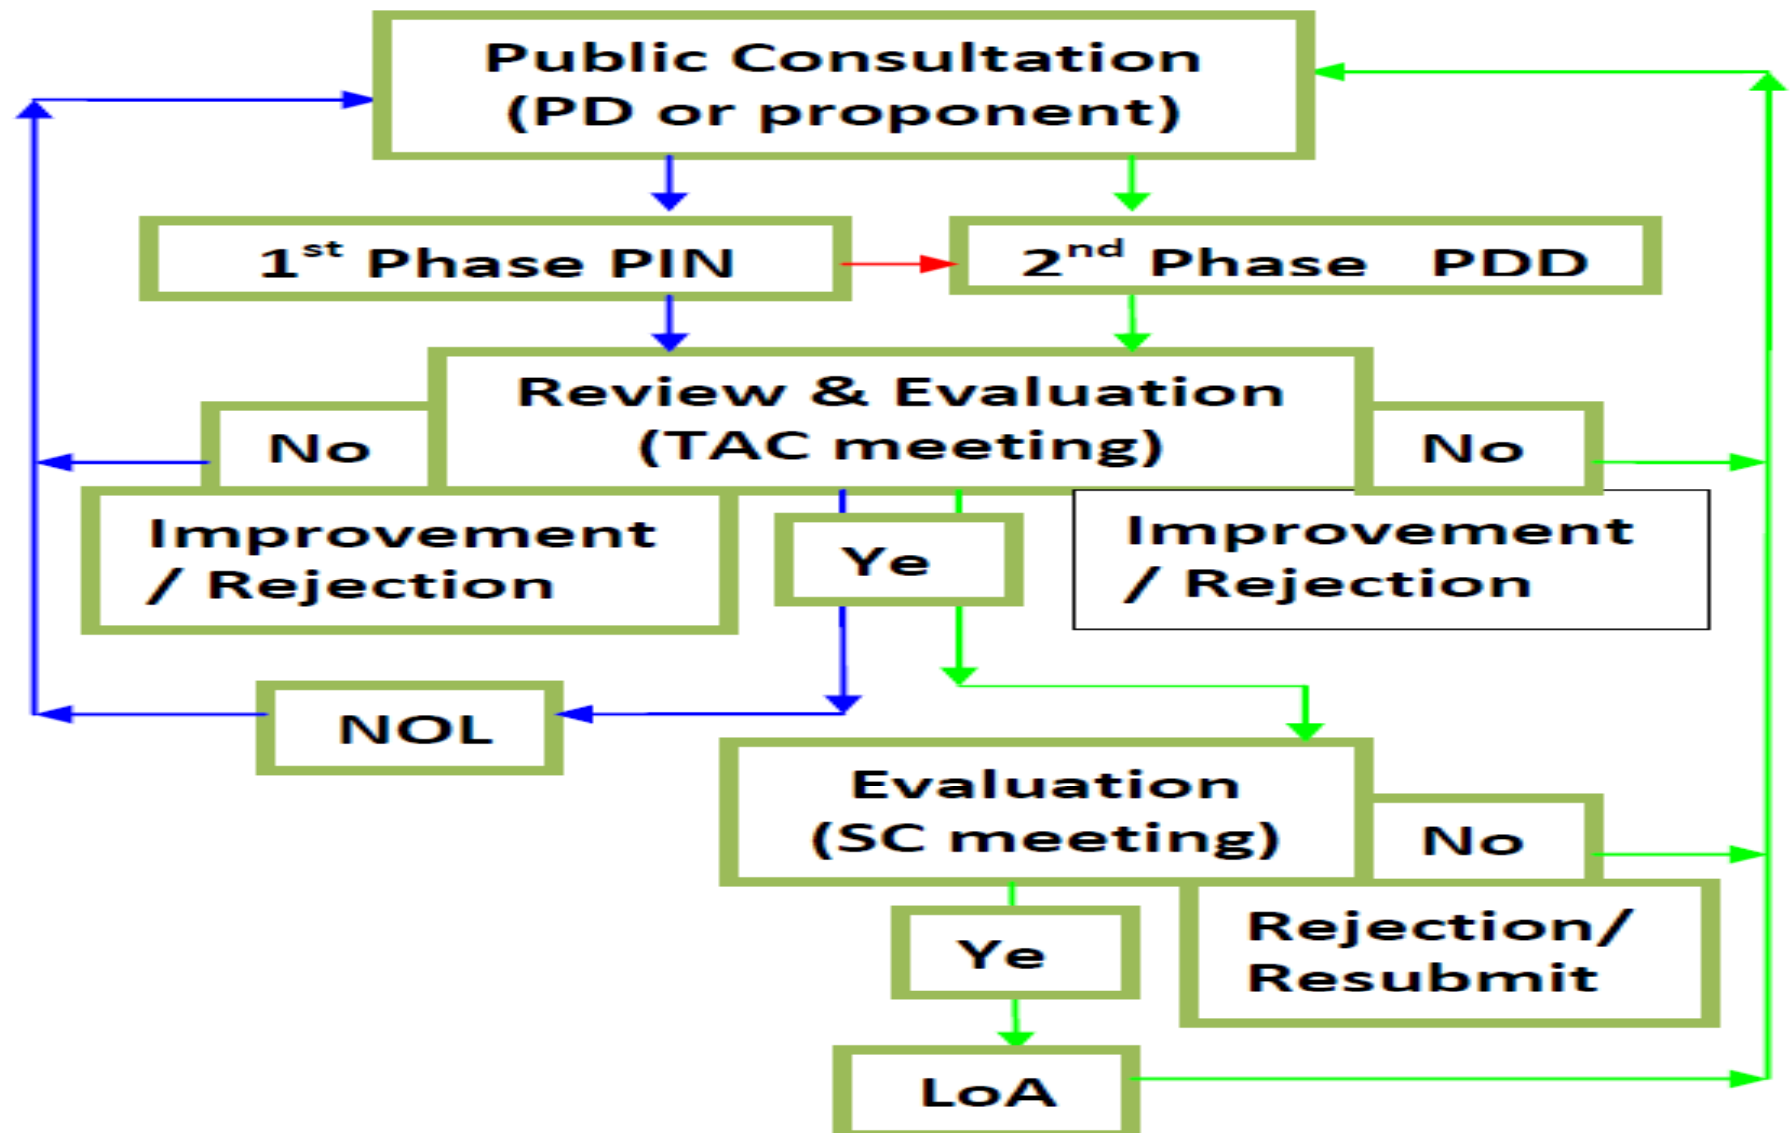 Public Consultation
(PD or proponent)
1st Phase PIN
2nd Phase PDD
Review & Evaluation
(TAC meeting)
No
No
Improvement
/ Rejection
Ye
Improvement
/ Rejection
NOL
Evaluation
(SC meeting)
No
Ye
Rejection/
Resubmit
LoA